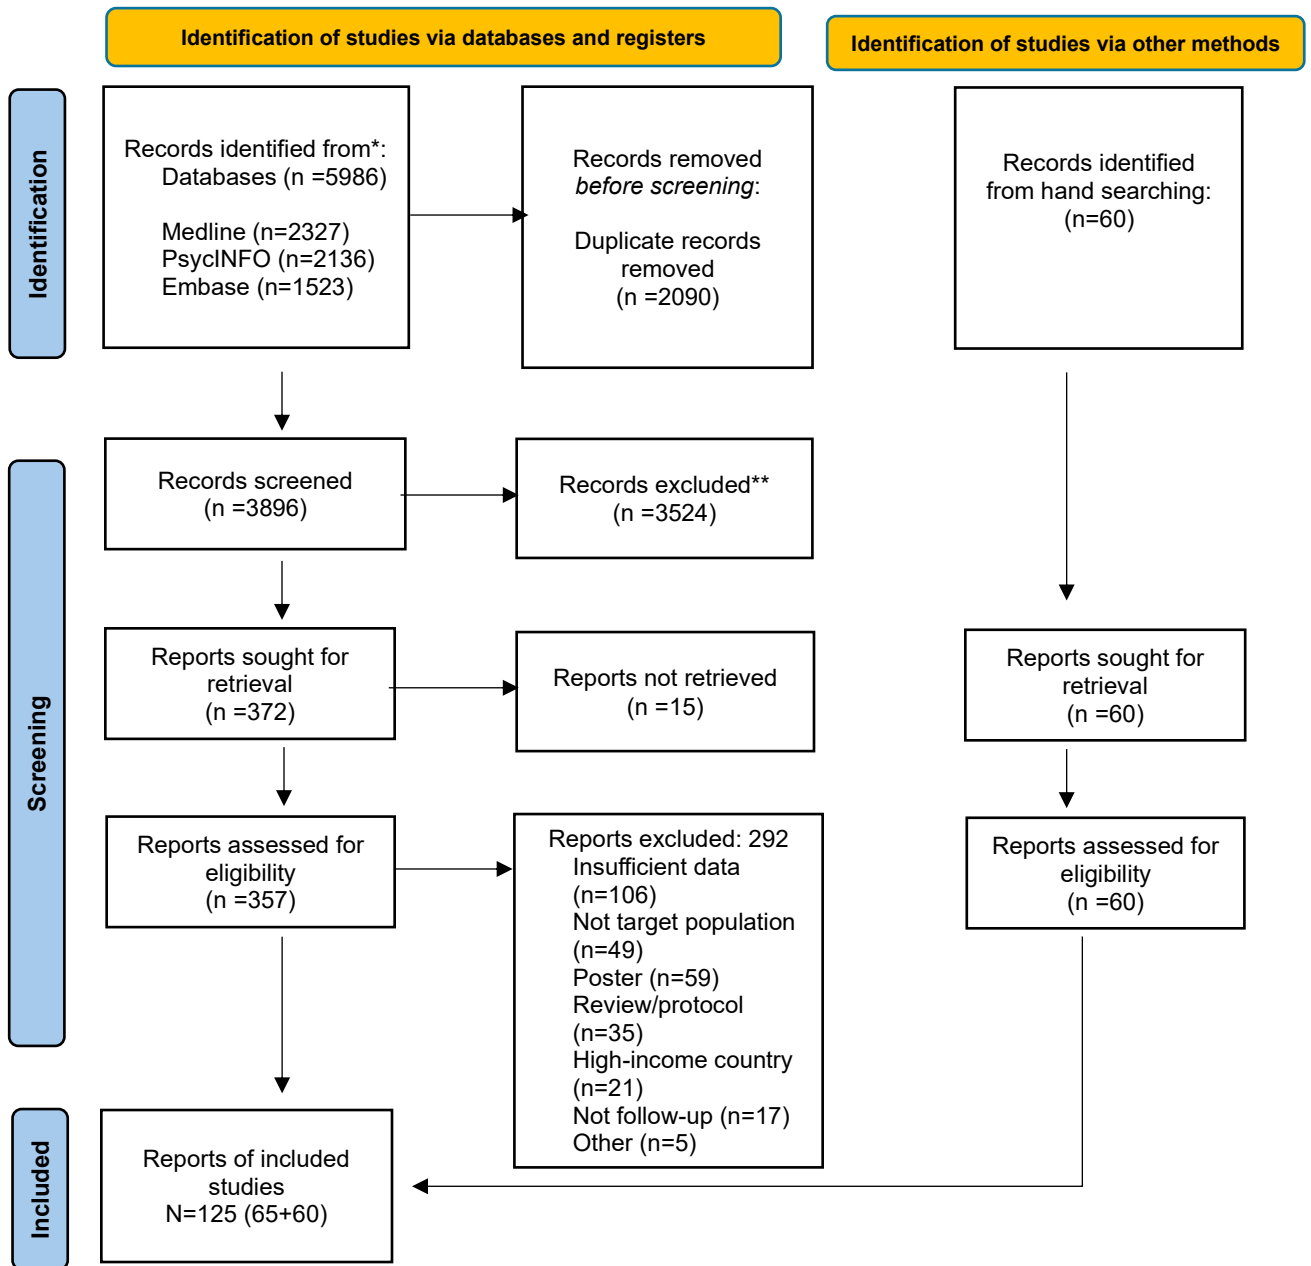 Identification of studies via databases and registers
Identification of studies via other methods
Identification
Records identified from*:
Databases (n =5986)
Medline (n=2327)
PsycINFO (n=2136)
Embase (n=1523)
Records removed
before screening:
Duplicate records
removed
(n =2090)
Records identified
from hand searching:
(n=60)
Screening
Records screened
(n =3896)
Records excluded**
(n =3524)
Reports sought for
retrieval
(n =372)
Reports not retrieved
(n =15)
Reports sought for
retrieval
(n =60)
Reports assessed for
eligibility
(n =357)
Reports excluded: 292
Insufficient data
(n=106)
Not target population
(n=49)
Poster (n=59)
Review/protocol
(n=35)
High-income country
(n=21)
Not follow-up (n=17)
Other (n=5)
Reports assessed for
eligibility
(n =60)
Included
Reports of included
studies
N=125 (65+60)